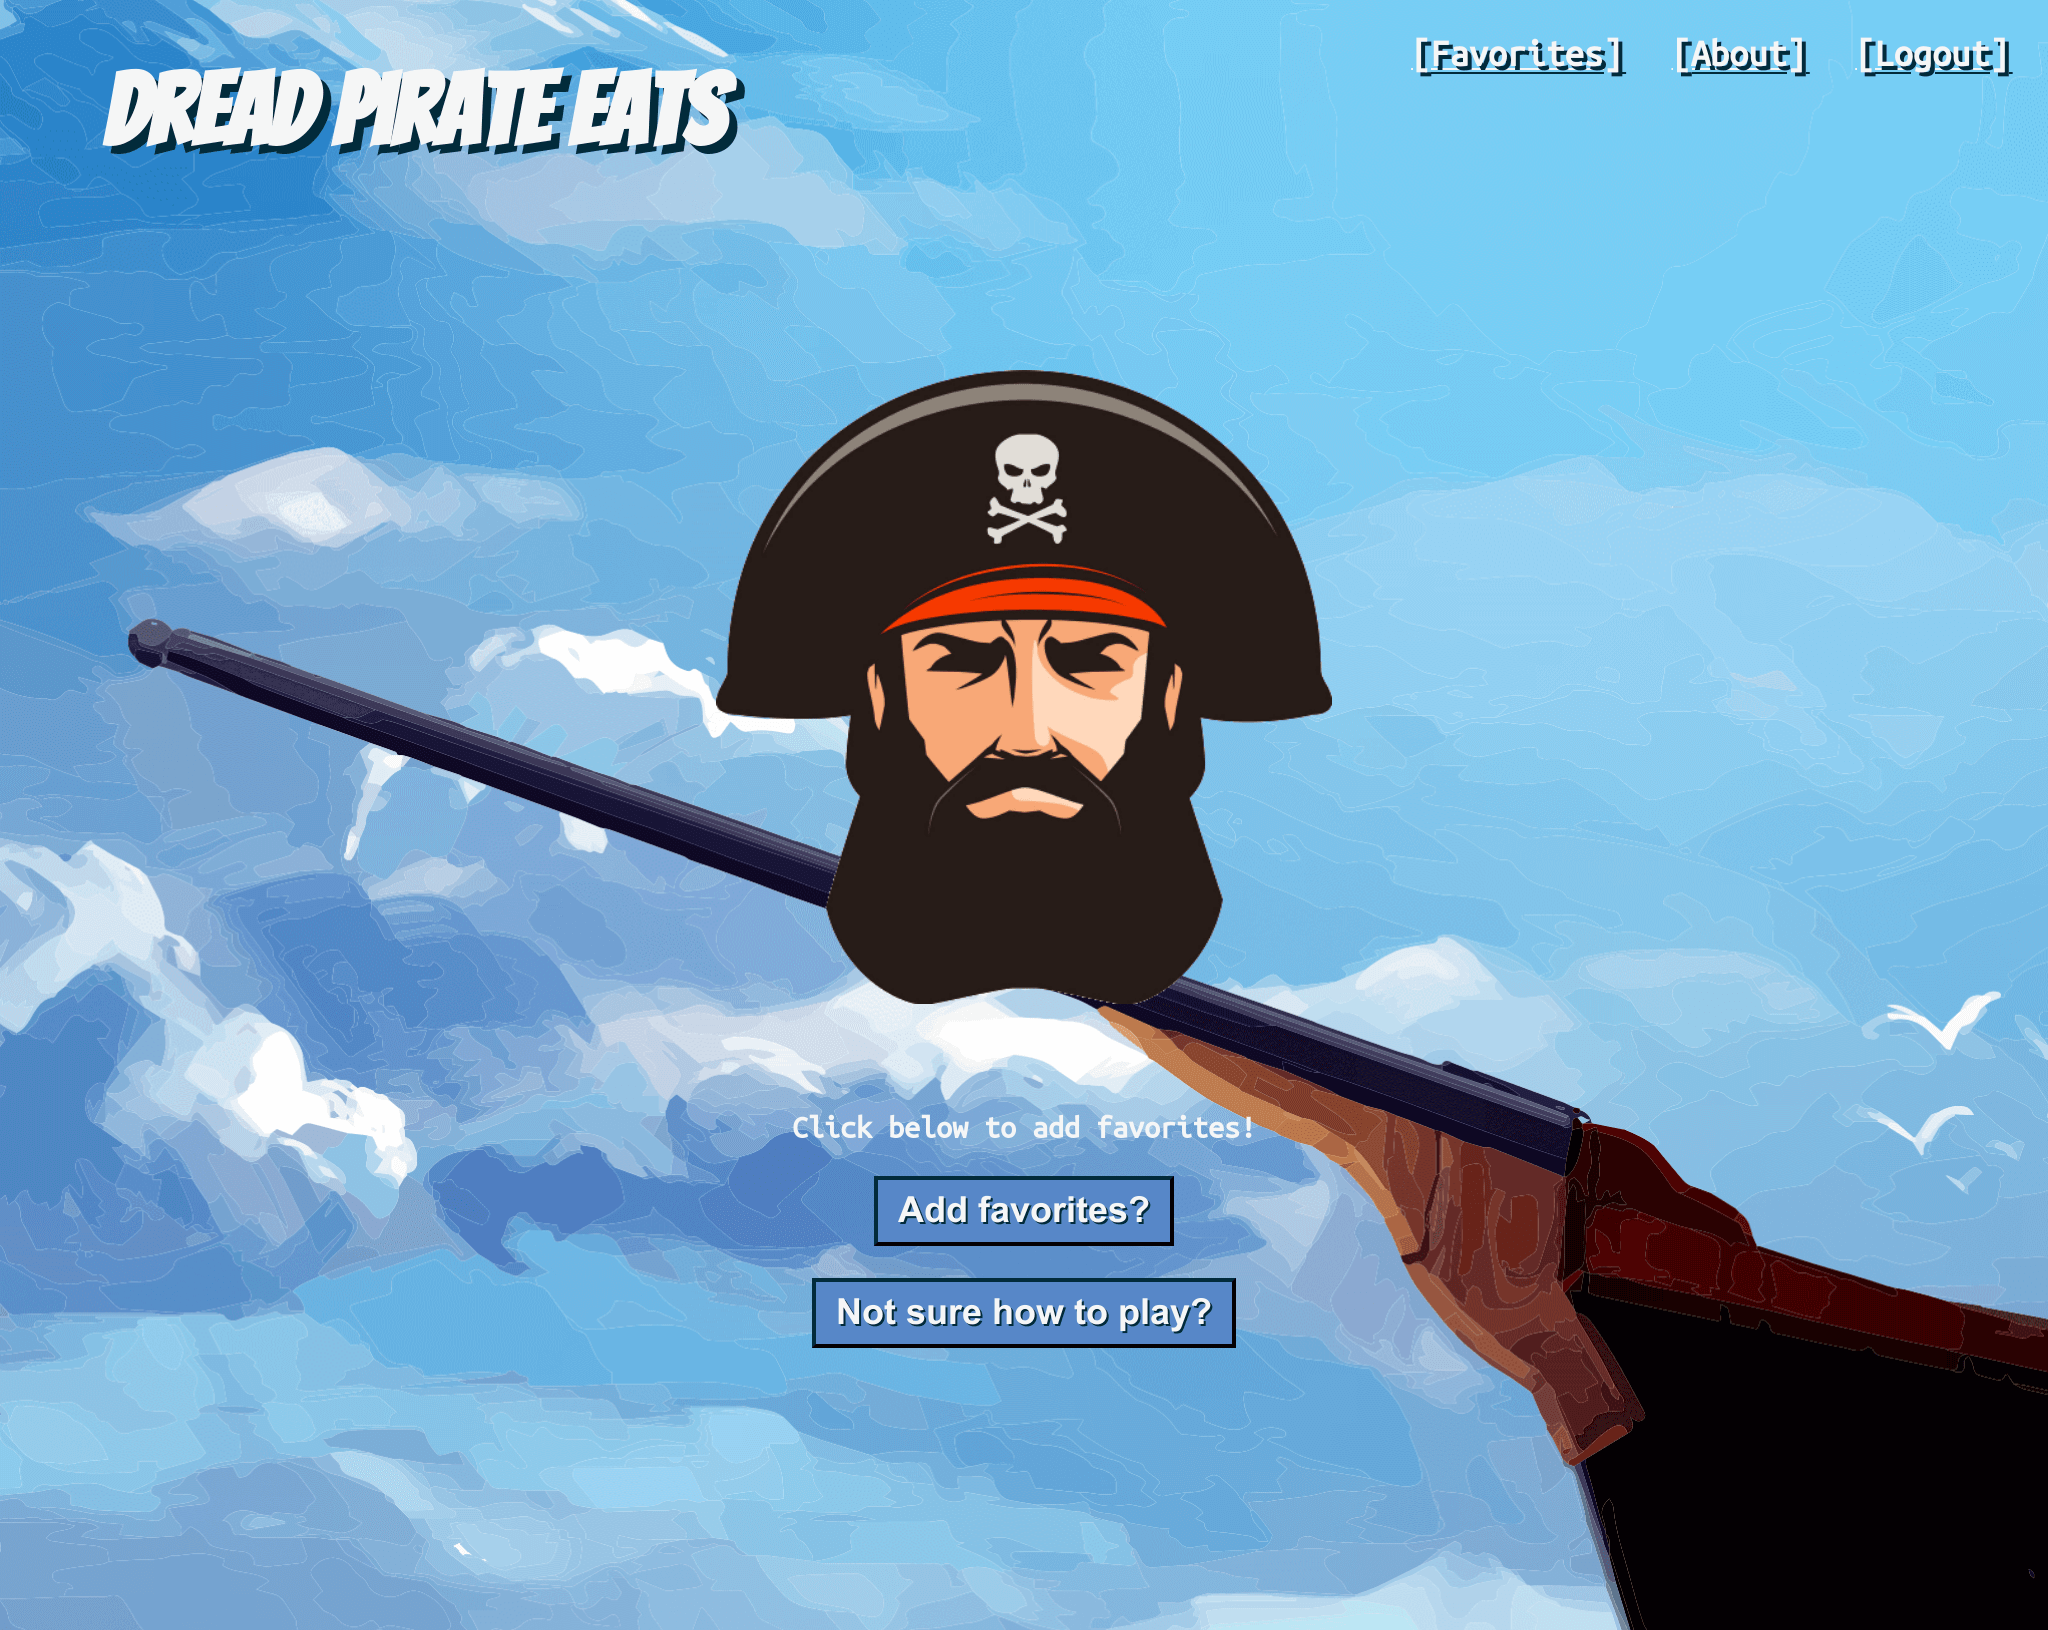 DREAD PIRATE EATS
[Favorites] [About] [Logout]
Click below to add favorites!
Add favorites?
Not sure how to play?